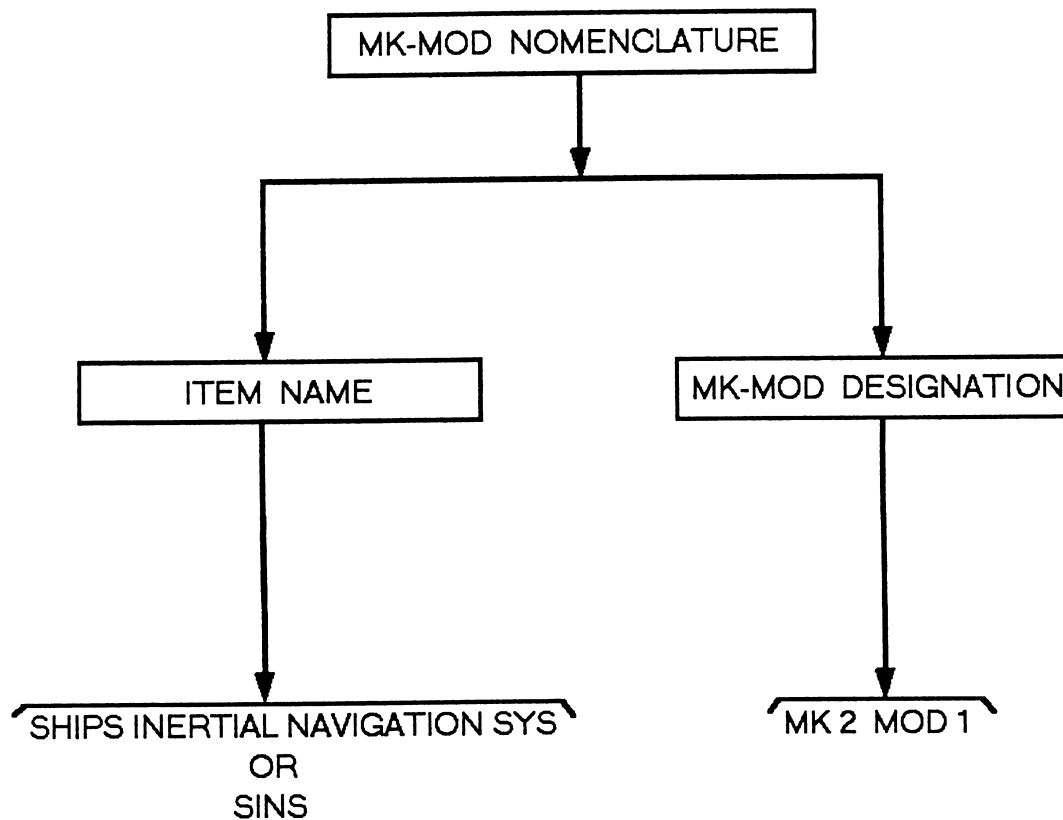 MK-MOD NOMENCLATURE
ITEM NAME
MK-MOD DESIGNATION
SHIPS INERTIAL NAVIGATION SYS
OR
SINS
MK 2 MOD 1